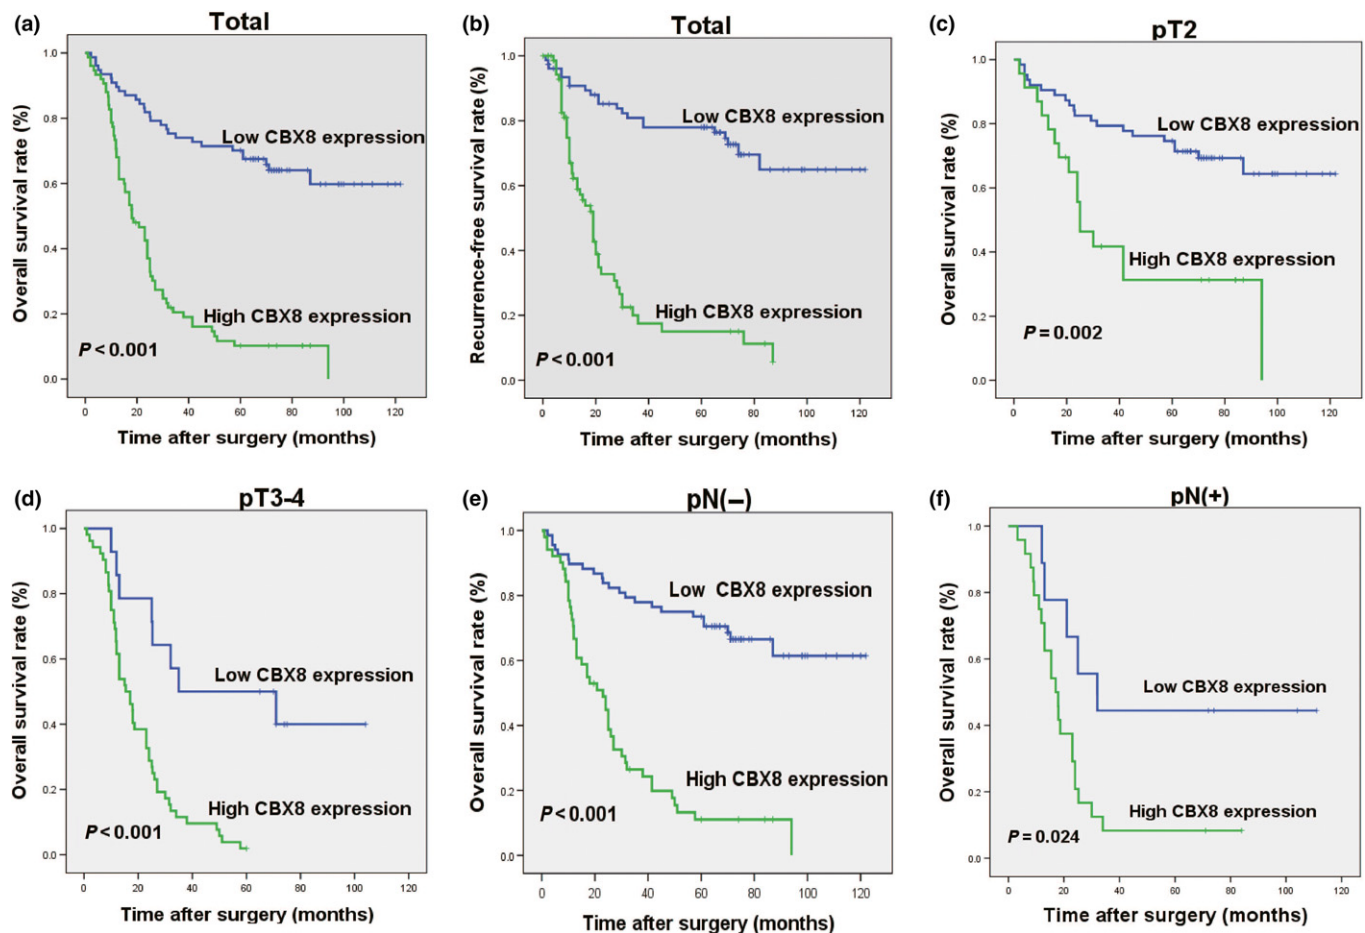 (a)
Total
Overall survival rate (%)
1.0
0.8
0.6
0.4
0.2
0.0
Low CBX8 expression
High CBX8 expression
P < 0.001
0 20 40 60 80 100 120
Time after surgery (months)
(b)
Total
Recurrence-free survival rate (%)
1.0
0.8
0.6
0.4
0.2
0.0
Low CBX8 expression
High CBX8 expression
P < 0.001
0 20 40 60 80 100 120
Time after surgery (months)
(c)
pT2
Overall survival rate (%)
1.0
0.8
0.6
0.4
0.2
0.0
Low CBX8 expression
High CBX8 expression
P = 0.002
0 20 40 60 80 100 120
Time after surgery (months)
(d)
pT3-4
Overall survival rate (%)
1.0
0.8
0.6
0.4
0.2
0.0
Low CBX8 expression
High CBX8 expression
P < 0.001
0 20 40 60 80 100 120
Time after surgery (months)
(e)
pN(–)
Overall survival rate (%)
1.0
0.8
0.6
0.4
0.2
0.0
Low CBX8 expression
High CBX8 expression
P < 0.001
0 20 40 60 80 100 120
Time after surgery (months)
(f)
pN(+)
Overall survival rate (%)
1.0
0.8
0.6
0.4
0.2
0.0
Low CBX8 expression
High CBX8 expression
P = 0.024
0 20 40 60 80 100 120
Time after surgery (months)